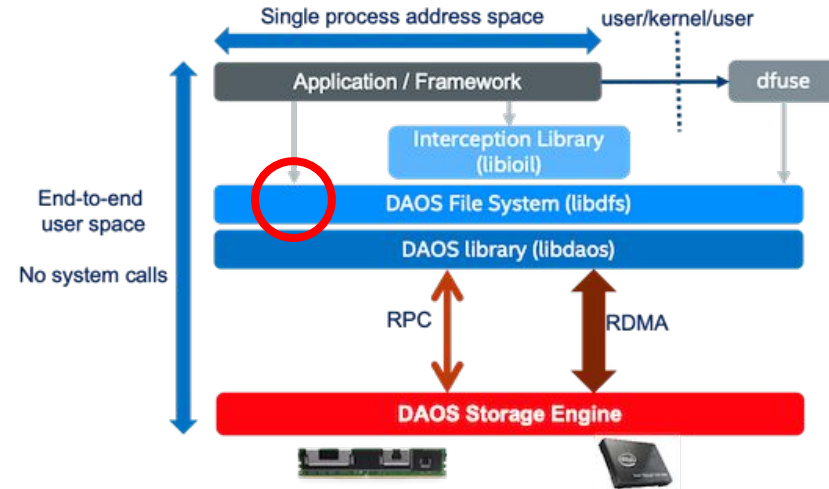 Single process address space
user/kernel/user
Application / Framework
dfuse
Interception Library
(libioil)
End-to-end
user space
No system calls
DAOS File System (libdfs)
DAOS library (libdaos)
RPC
RDMA
DAOS Storage Engine